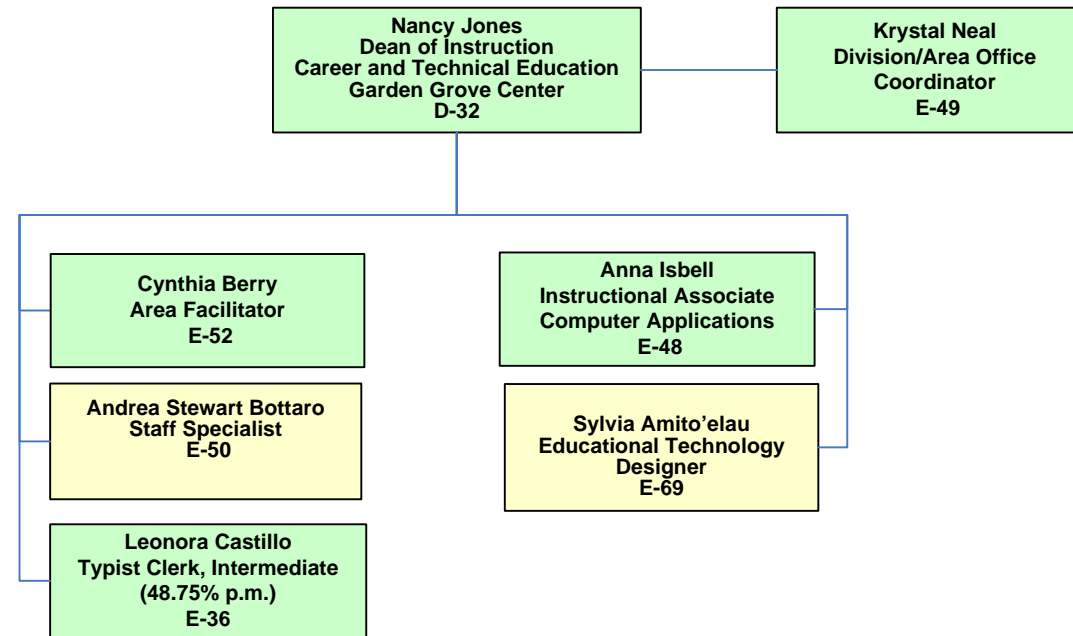 Nancy Jones
Dean of Instruction
Career and Technical Education
Garden Grove Center
D-32
Krystal Neal
Division/Area Office
Coordinator
E-49
Cynthia Berry
Area Facilitator
E-52
Anna Isbell
Instructional Associate
Computer Applications
E-48
Andrea Stewart Bottaro
Staff Specialist
E-50
Sylvia Amito’elau
Educational Technology
Designer
E-69
Leonora Castillo
Typist Clerk, Intermediate
(48.75% p.m.)
E-36